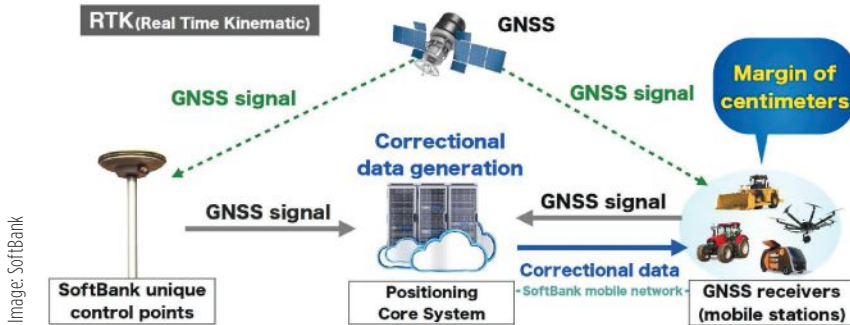 RTK(Real Time Kinematic)
GNSS
GNSS signal
GNSS signal
Margin of
centimeters
Correctional
data generation
GNSS signal
GNSS signal
Correctional data
SoftBank mobile network
SoftBank unique
control points
Positioning
Core System
GNSS receivers
(mobile stations)
Image: SoftBank